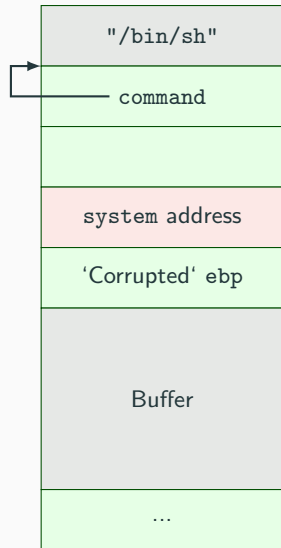 "/bin/sh"
command
system address
‘Corrupted‘ ebp
Buffer
...